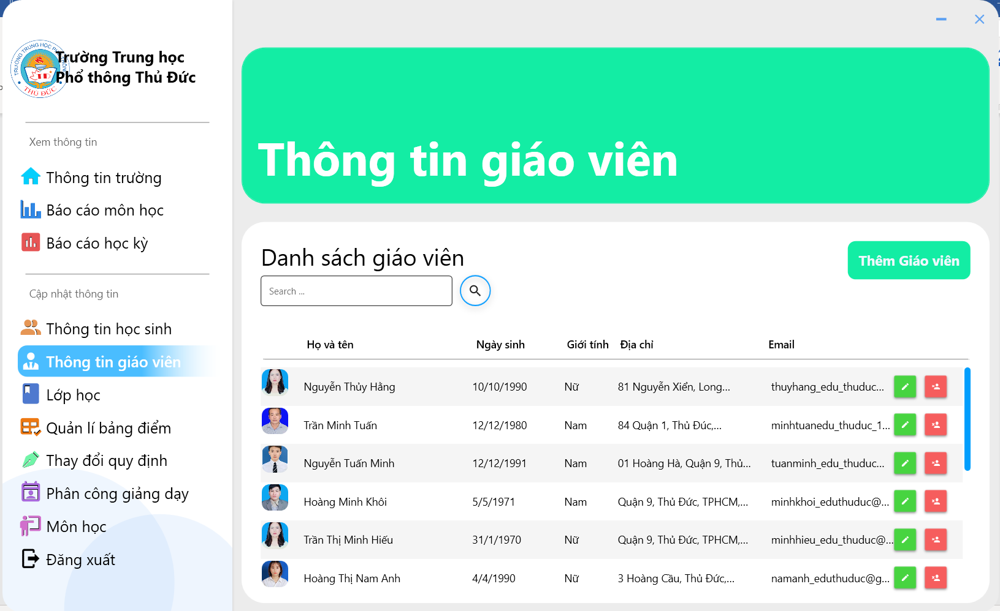 Trường Trung học
Phổ thông Thủ Đức
THỦ ĐỨC
Xem thông tin
Thông tin trường
Báo cáo môn học
Báo cáo học kỳ
Cập nhật thông tin
Thông tin học sinh
Thông tin giáo viên
Lớp học
Quản lí bảng điểm
Thay đổi quy định
Phân công giảng dạy
Môn học
Đăng xuất
Thông tin giáo viên
Danh sách giáo viên
Thêm Giáo viên
Search ...
Họ và tên Ngày sinh Giới tính Địa chỉ Email
Nguyễn Thủy Hằng 10/10/1990 Nữ 81 Nguyễn Xiển, Long... thuyhang_edu_thuduc...
Trần Minh Tuấn 12/12/1980 Nam 84 Quận 1, Thủ Đúc,... minhtuanedu_thuduc_1...
Nguyễn Tuấn Minh 12/12/1991 Nam 01 Hoàng Hà, Quận 9, Thủ... tuanminh_edu_thuduc...
Hoàng Minh Khôi 5/5/1971 Nam Quận 9, Thủ Đức, TPHCM,... minhkhoi_eduthuduc@...
Trần Thị Minh Hiếu 31/1/1970 Nữ Quận 9, Thủ Đức, TPHCM,... minhhieu_edu_thuduc@...
Hoàng Thị Nam Anh 4/4/1990 Nữ 3 Hoàng Cầu, Thủ Đức,... namanh_eduthuduc@g...